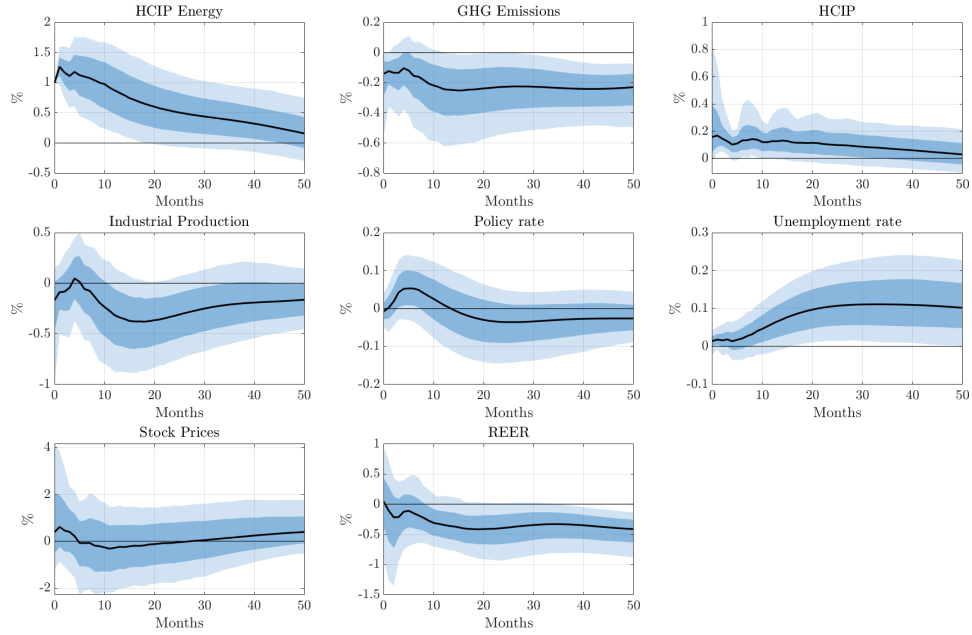 HCIP Energy
%
1.5
1
0.5
0
-0.5
0 10 20 30 40 50
Months
GHG Emissions
%
0.2
0
-0.2
-0.4
-0.6
-0.8
0 10 20 30 40 50
Months
HCIP
%
1
0.8
0.6
0.4
0.2
0
0 10 20 30 40 50
Months
Industrial Production
%
0.5
0
-0.5
-1
0 10 20 30 40 50
Months
Policy rate
%
0.2
0.1
0
-0.1
-0.2
0 10 20 30 40 50
Months
Unemployment rate
%
0.3
0.2
0.1
0
-0.1
0 10 20 30 40 50
Months
Stock Prices
%
4
2
0
-2
0 10 20 30 40 50
Months
REER
%
1
0.5
0
-0.5
-1
-1.5
0 10 20 30 40 50
Months